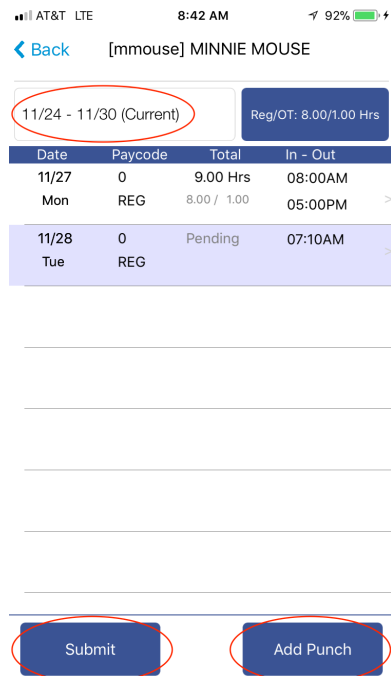 AT&T LTE 8:42 AM 92%
Back [mmouse] MINNIE MOUSE
11/24 - 11/30 (Current) Reg/OT: 8.00/1.00 Hrs
Date Paycode Total In - Out
11/27 0 9.00 Hrs 08:00AM
Mon REG 8.00 / 1.00 05:00PM >
11/28 0 Pending 07:10AM
Tue REG >
Submit Add Punch